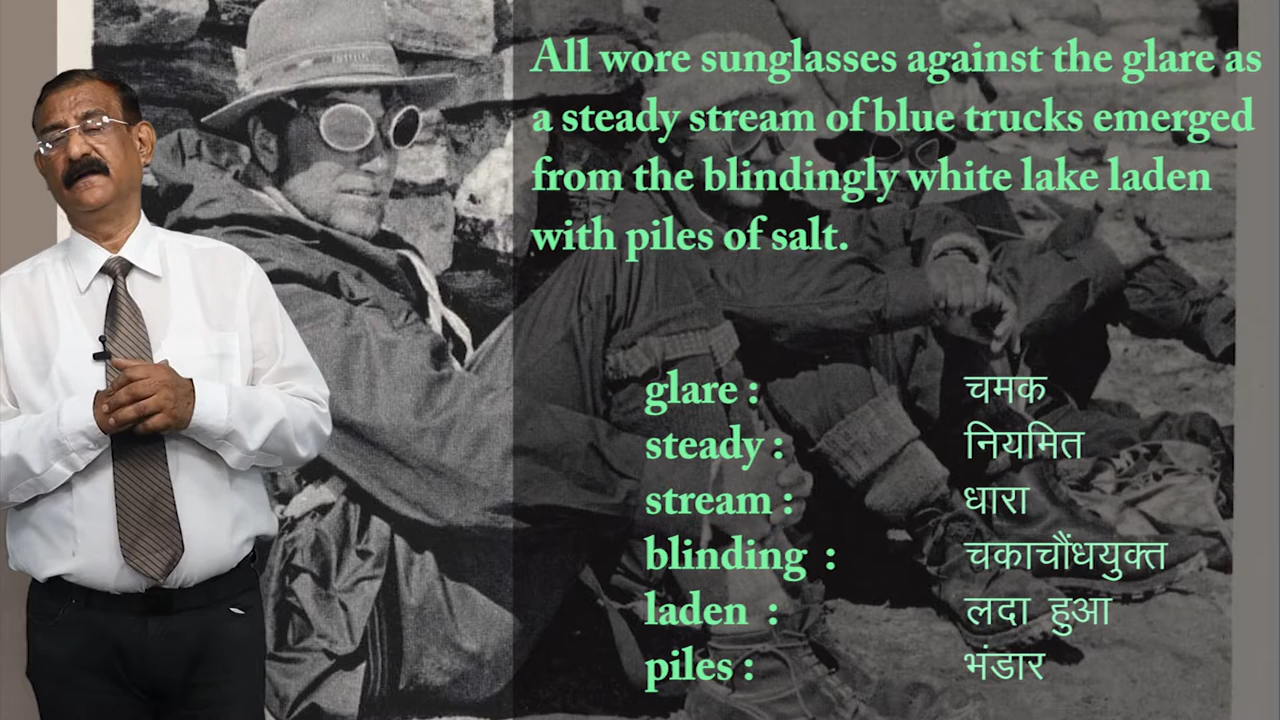 All wore sunglasses against the glare as
a steady stream of blue trucks emerged
from the blindingly white lake laden
with piles of salt.
glare : चमक
steady : नियमित
stream : धारा
blinding : चकाचौंधयुक्त
laden : लदा हुआ
piles : भंडार